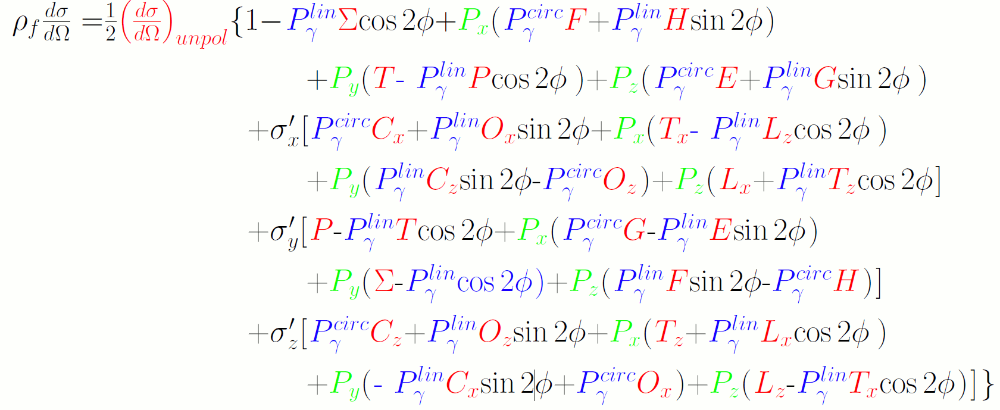 ρ_f dσ/dΩ = 1/2 (dσ/dΩ)_unpol {1− P_γ^lin Σ cos 2ϕ + P_x ( P_γ^circ F + P_γ^lin H sin 2ϕ )
+ P_y ( T - P_γ^lin P cos 2ϕ ) + P_z ( P_γ^circ E + P_γ^lin G sin 2ϕ )
+ σ′_x [ P_γ^circ C_x + P_γ^lin O_x sin 2ϕ + P_x ( T_x - P_γ^lin L_z cos 2ϕ )
+ P_y ( P_γ^lin C_z sin 2ϕ - P_γ^circ O_z ) + P_z ( L_x + P_γ^lin T_z cos 2ϕ ]
+ σ′_y [ P - P_γ^lin T cos 2ϕ + P_x ( P_γ^circ G - P_γ^lin E sin 2ϕ )
+ P_y ( Σ - P_γ^lin cos 2ϕ ) + P_z ( P_γ^lin F sin 2ϕ - P_γ^circ H ) ]
+ σ′_z [ P_γ^circ C_z + P_γ^lin O_z sin 2ϕ + P_x ( T_z + P_γ^lin L_x cos 2ϕ )
+ P_y ( - P_γ^lin C_x sin 2ϕ + P_γ^circ O_x ) + P_z ( L_z - P_γ^lin T_x cos 2ϕ ) ] }